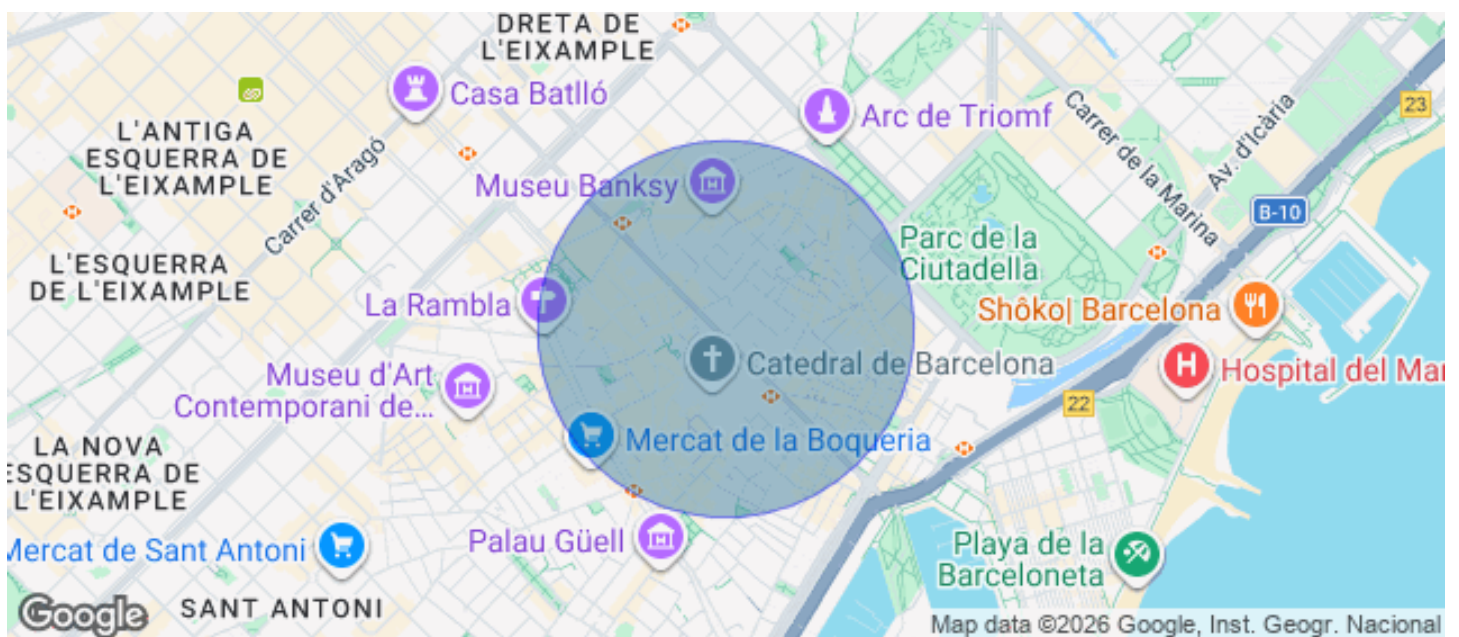 DRETA DE
L'EIXAMPLE
Casa Batlló
Arc de Triomf
23
L'ANTIGA
ESQUERRA DE
L'EIXAMPLE
Carrer d'Aragó
Carrer de la Marina
Av. d'Icària
Museu Banksy
B-10
Parc de la
Ciutadella
L'ESQUERRA
DE L'EIXAMPLE
La Rambla
Shôko| Barcelona
Museu d'Art
Contemporani de...
Catedral de Barcelona
H
Hospital del Mar
22
LA NOVA
ESQUERRA DE
L'EIXAMPLE
Mercat de la Boqueria
Mercat de Sant Antoni
Palau Güell
Playa de la
Barceloneta
SANT ANTONI
Google
Map data ©2026 Google, Inst. Geogr. Nacional